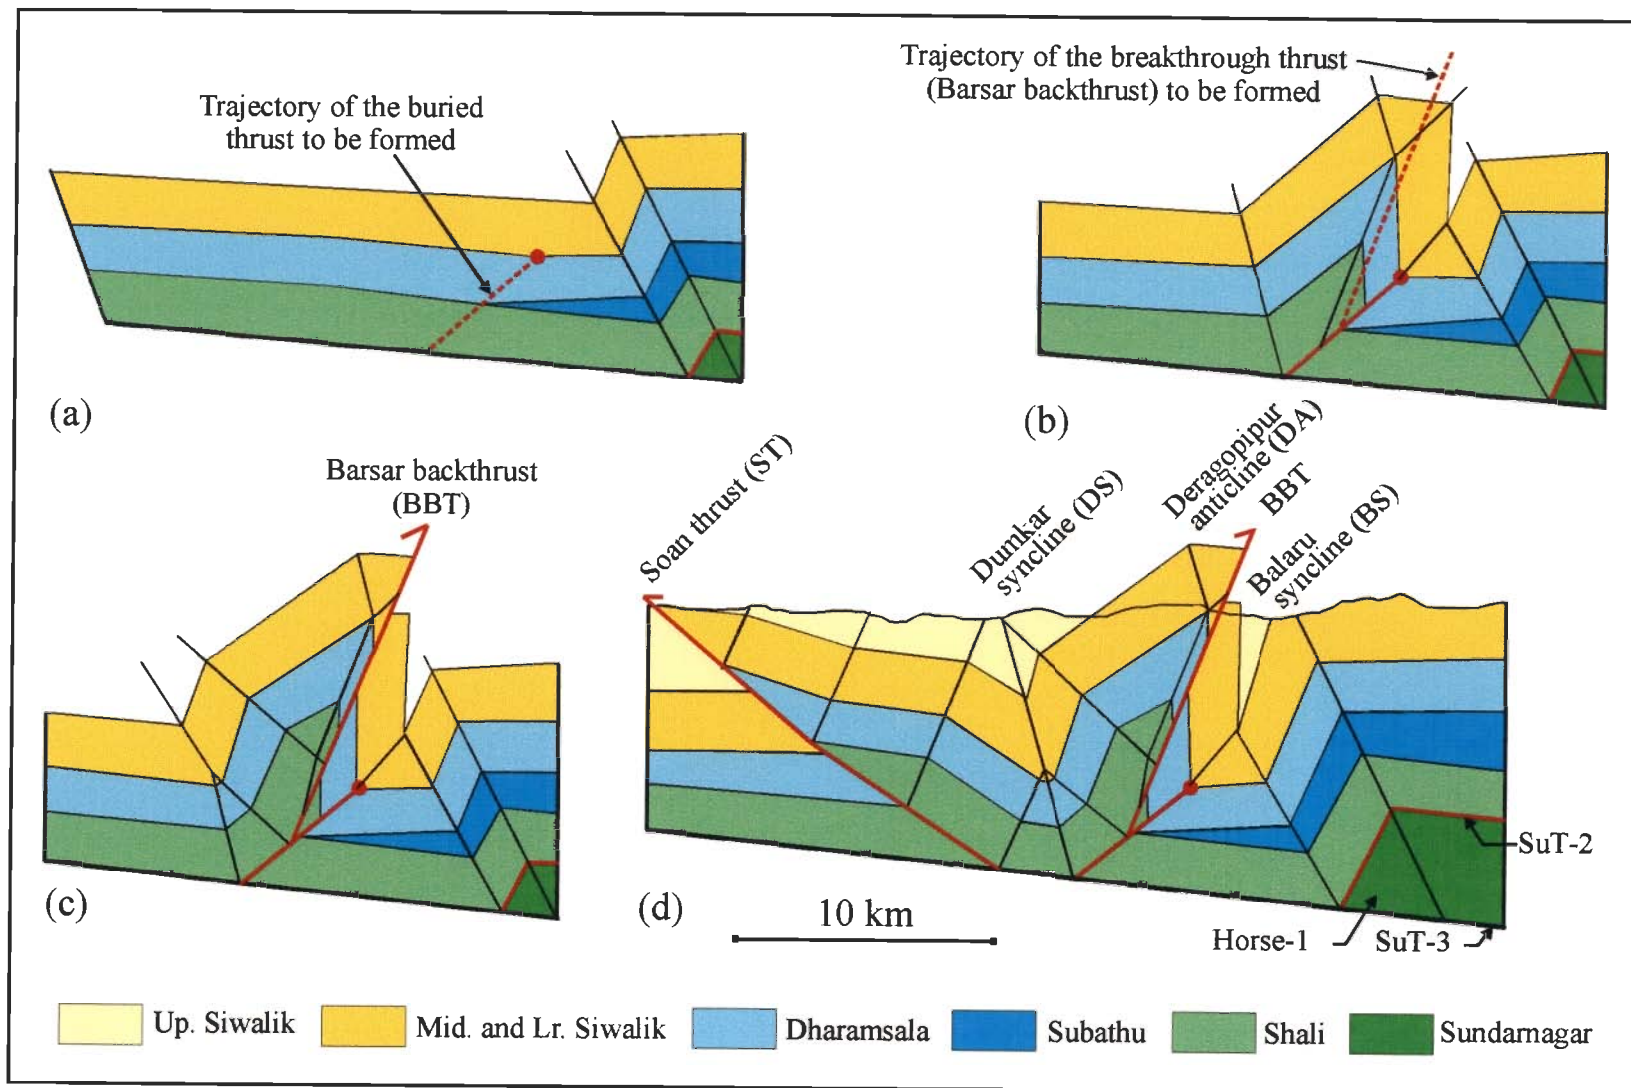 Trajectory of the buried
thrust to be formed
(a)
Trajectory of the breakthrough thrust
(Barsar backthrust) to be formed
(b)
Barsar backthrust
(BBT)
(c)
Soan thrust (ST)
Dumkar
syncline (DS)
Deragopipur
anticline (DA)
BBT
Balaru
syncline (BS)
SuT-2
(d)
10 km
Horse-1
SuT-3
Up. Siwalik
Mid. and Lr. Siwalik
Dharamsala
Subathu
Shali
Sundarnagar